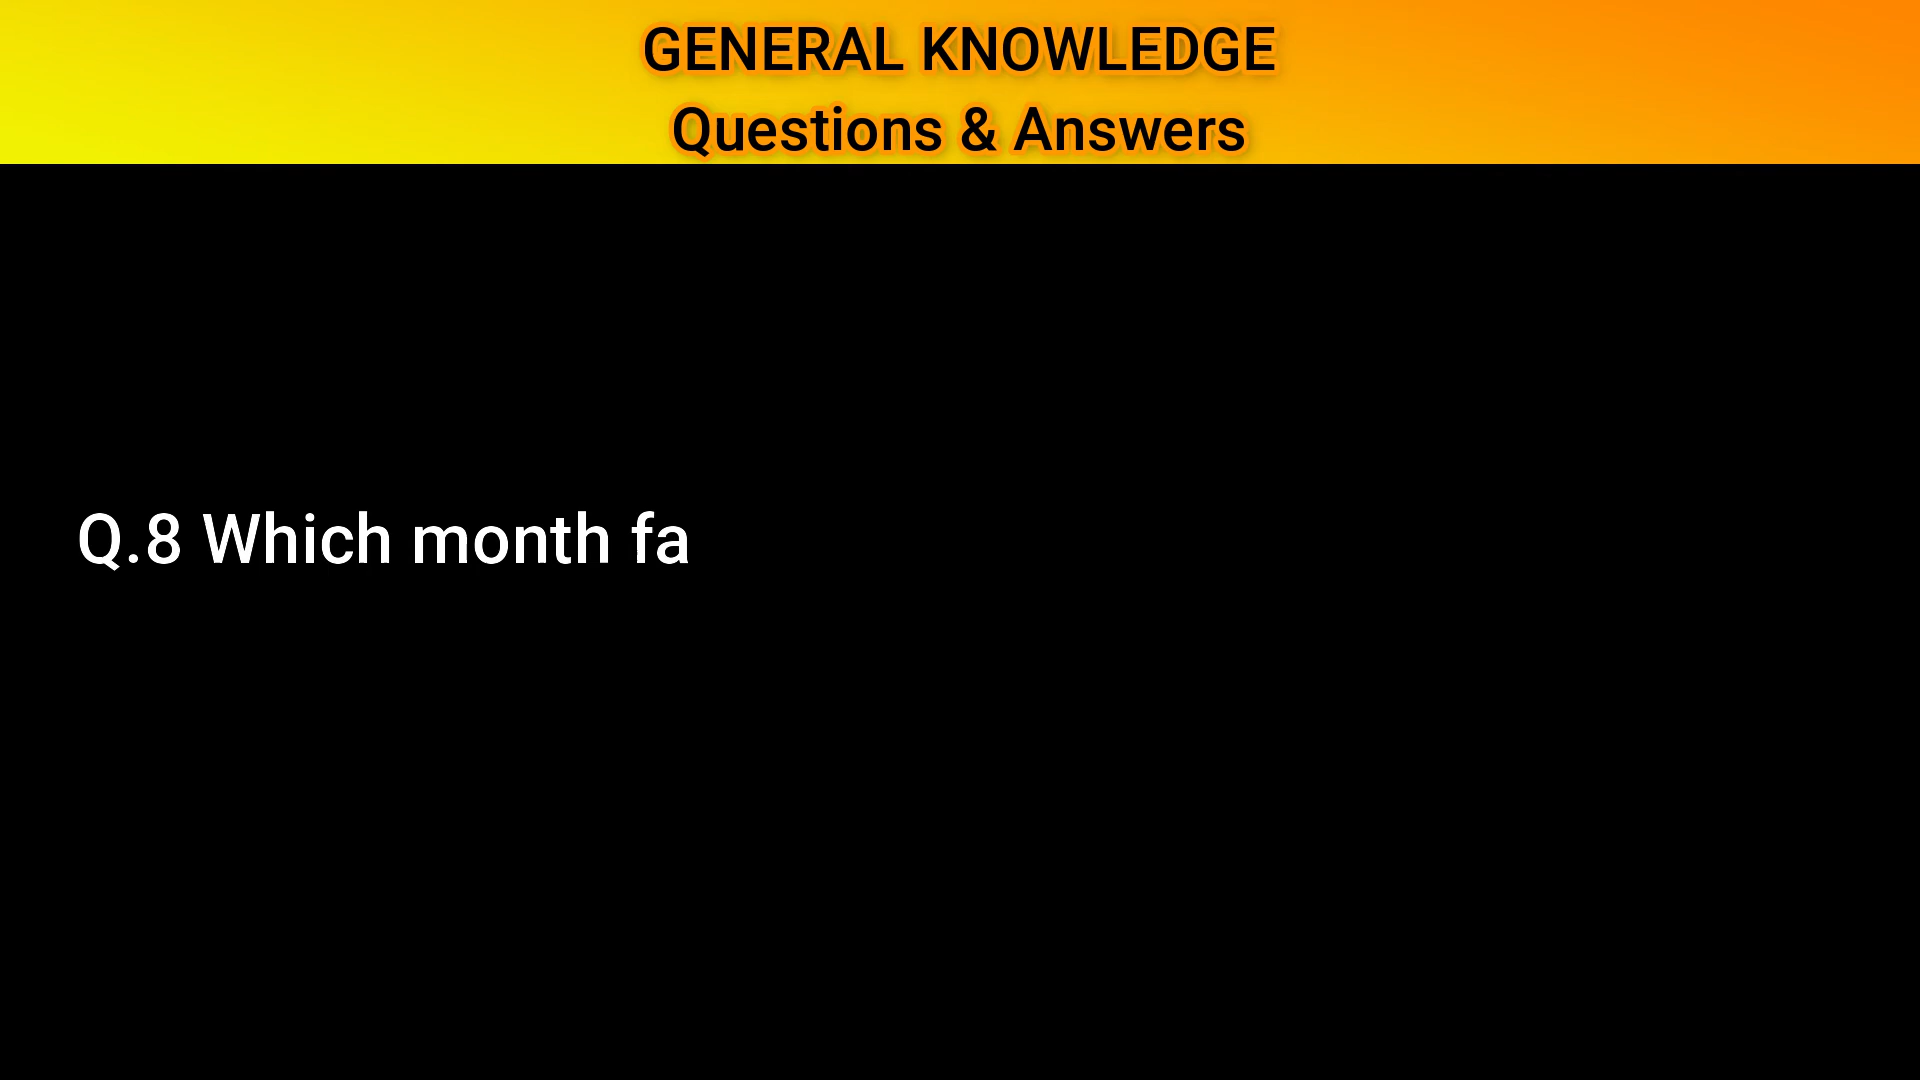 GENERAL KNOWLEDGE
Questions & Answers
Q.8 Which month fa